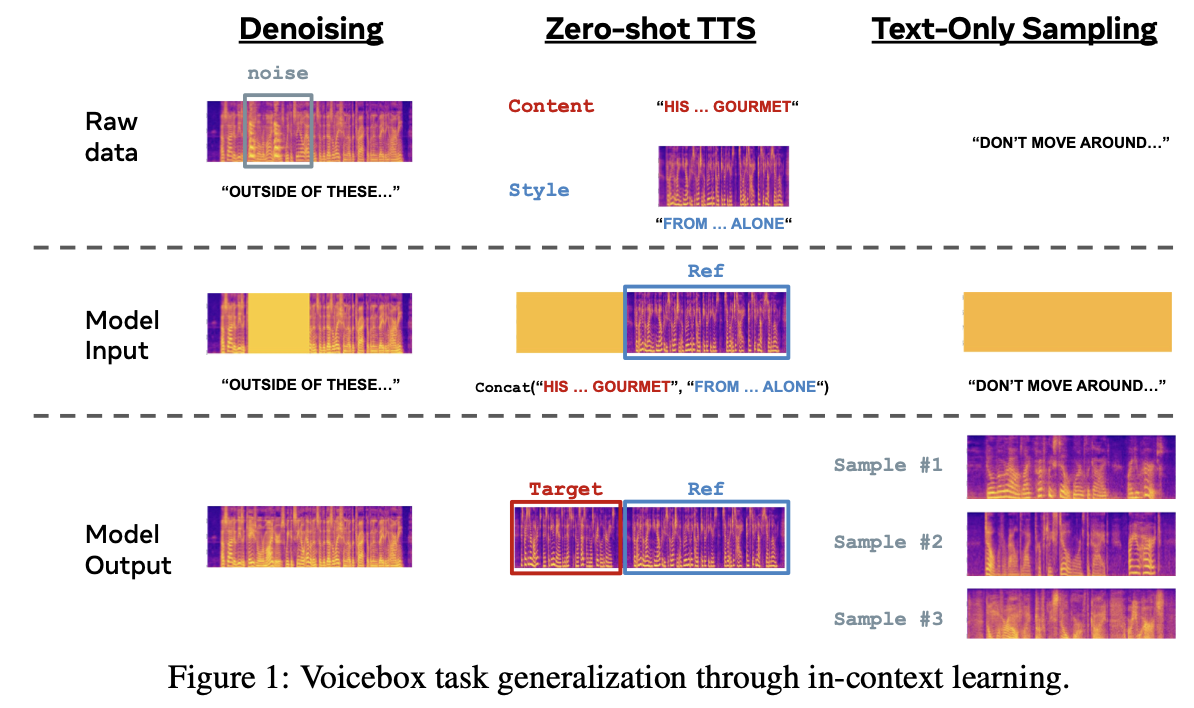 Denoising
Zero-shot TTS
Text-Only Sampling
Raw data
noise
“OUTSIDE OF THESE…”
Content
“HIS … GOURMET“
Style
“FROM … ALONE“
“DON’T MOVE AROUND…”
Model Input
“OUTSIDE OF THESE…”
Ref
Concat(“HIS … GOURMET”, “FROM … ALONE“)
“DON’T MOVE AROUND…”
Model Output
Target
Ref
Sample #1
Sample #2
Sample #3
Figure 1: Voicebox task generalization through in-context learning.